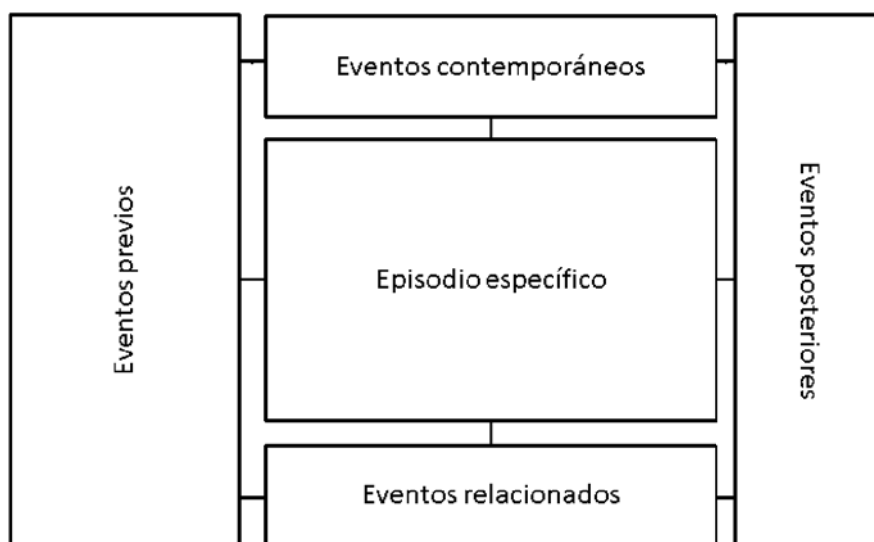 Eventos contemporáneos
Eventos previos
Episodio específico
Eventos posteriores
Eventos relacionados